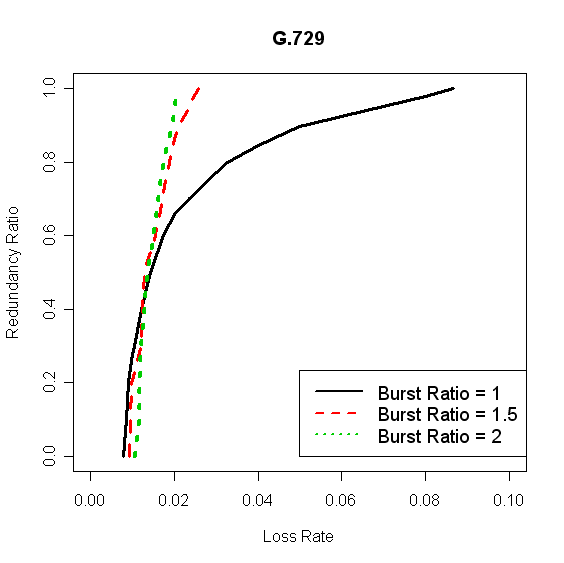 G.729
1.0
0.8
0.6
0.4
0.2
0.0
Redundancy Ratio
Burst Ratio = 1
Burst Ratio = 1.5
Burst Ratio = 2
0.00 0.02 0.04 0.06 0.08 0.10
Loss Rate